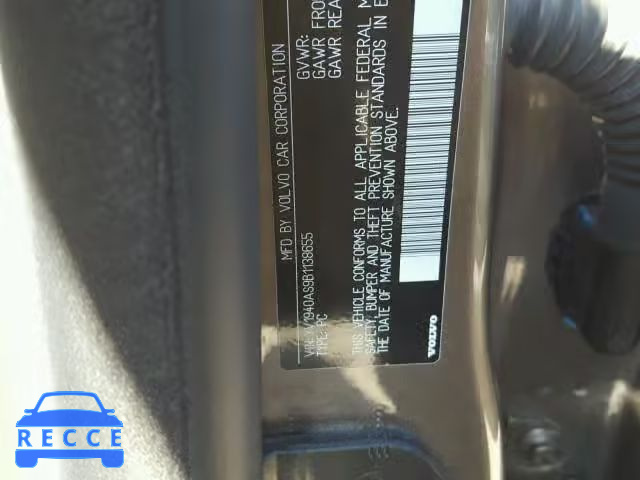 MFD BY VOLVO CAR CORPORATION
VIN: YV1940AS9B1138655
TYPE: PC
GVWR:
GAWR FRO
GAWR REA
THIS VEHICLE CONFORMS TO ALL APPLICABLE FEDERAL M
SAFETY, BUMPER AND THEFT PREVENTION STANDARDS IN E
THE DATE OF MANUFACTURE SHOWN ABOVE.
VOLVO
RECCE